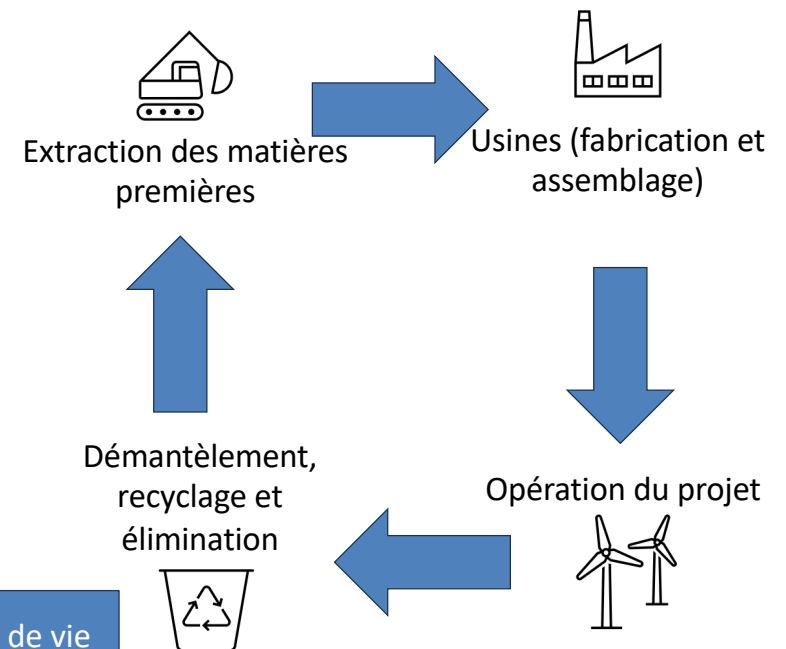 Extraction des matières
premières
Usines (fabrication et
assemblage)
Démantèlement,
recyclage et
élimination
Opération du projet
de vie